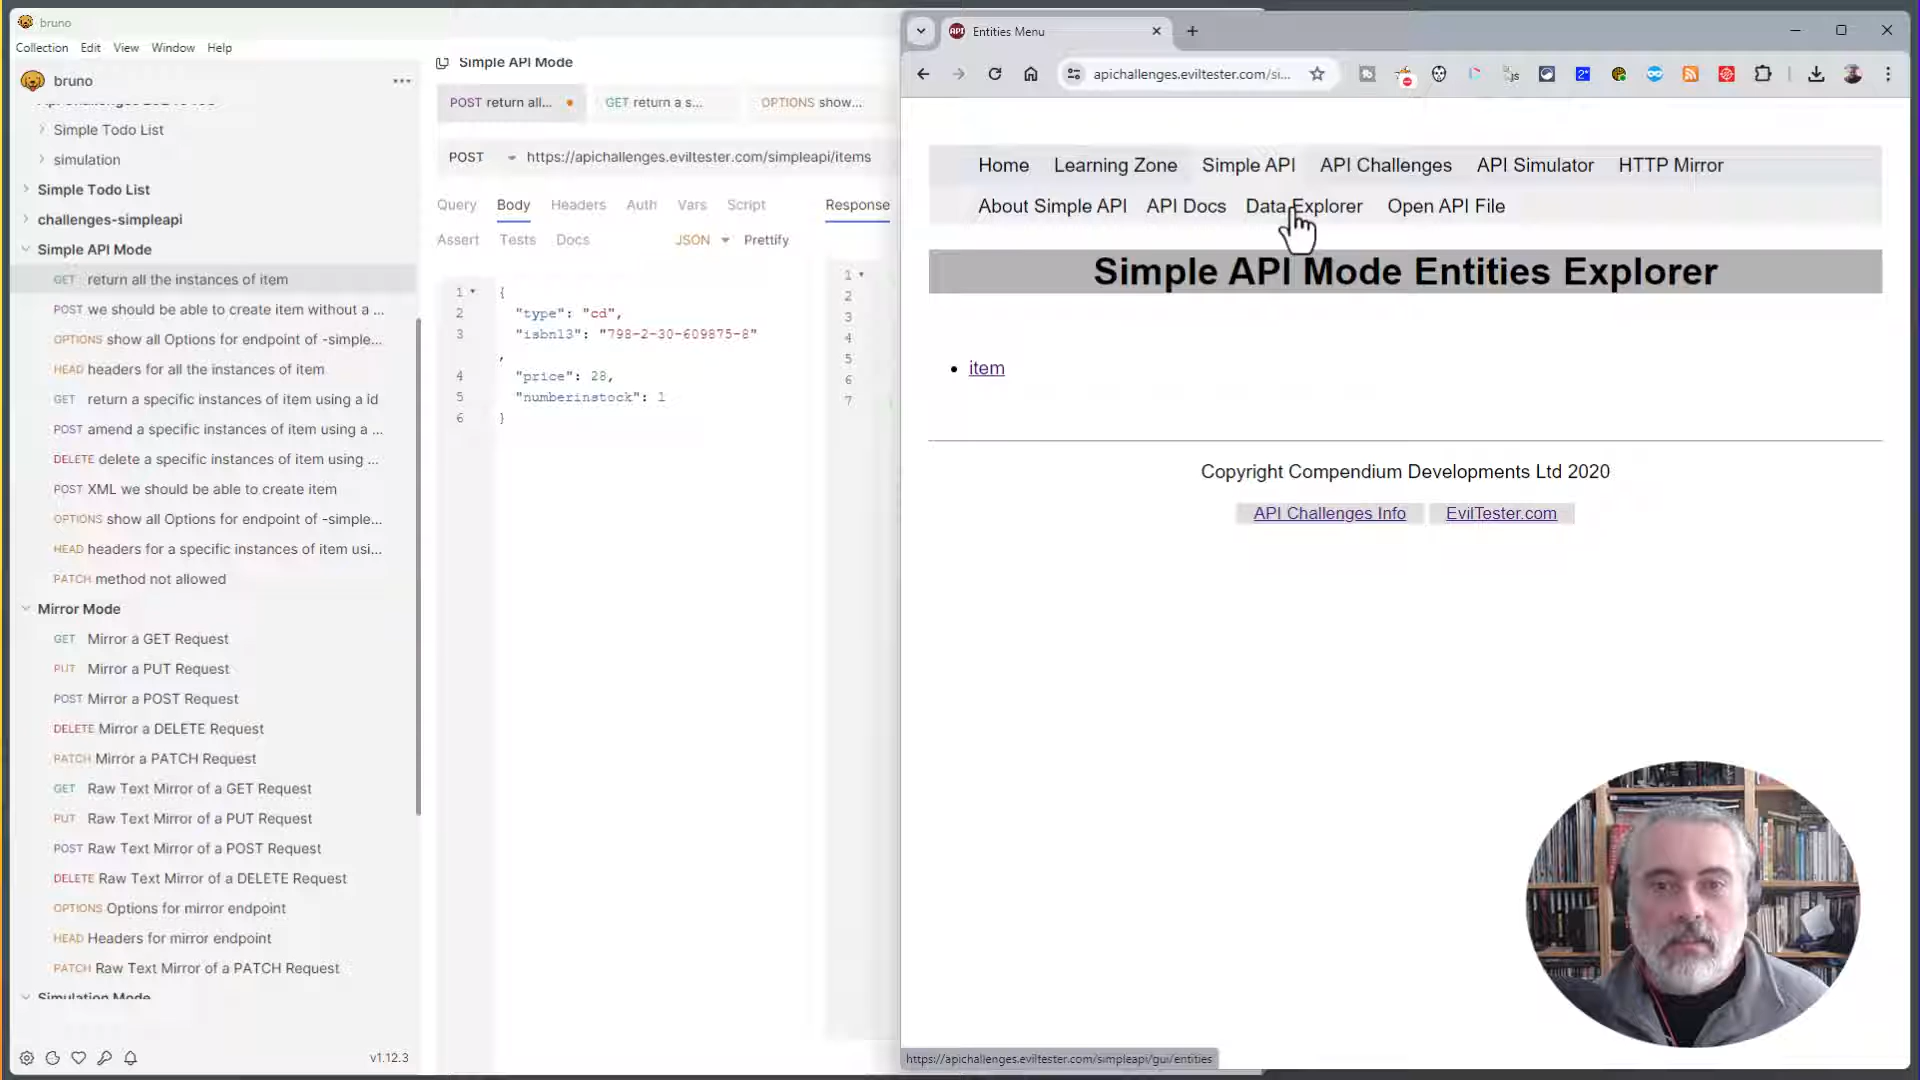 bruno
Collection Edit View Window Help
bruno
Simple Todo List
simulation
Simple Todo List
challenges-simpleapi
Simple API Mode
GET return all the instances of item
POST we should be able to create item without a ...
OPTIONS show all Options for endpoint of -simple...
HEAD headers for all the instances of item
GET return a specific instances of item using a id
POST amend a specific instances of item using a ...
DELETE delete a specific instances of item using ...
POST XML we should be able to create item
OPTIONS show all Options for endpoint of -simple...
HEAD headers for a specific instances of item usi...
PATCH method not allowed
Mirror Mode
GET Mirror a GET Request
PUT Mirror a PUT Request
POST Mirror a POST Request
DELETE Mirror a DELETE Request
PATCH Mirror a PATCH Request
GET Raw Text Mirror of a GET Request
PUT Raw Text Mirror of a PUT Request
POST Raw Text Mirror of a POST Request
DELETE Raw Text Mirror of a DELETE Request
OPTIONS Options for mirror endpoint
HEAD Headers for mirror endpoint
PATCH Raw Text Mirror of a PATCH Request
Simulation Mode
v1.12.3
Simple API Mode
POST return all... GET return a s... OPTIONS show...
POST https://apichallenges.eviltester.com/simpleapi/items
Query Body Headers Auth Vars Script
Assert Tests Docs JSON Prettify
1 {
2 "type": "cd",
3 "isbn13": "798-2-30-609875-8"
,
4 "price": 28,
5 "numberinstock": 1
6 }
Response
1
2
3
4
5
6
7
Entities Menu
apichallenges.eviltester.com/si...
Home Learning Zone Simple API API Challenges API Simulator HTTP Mirror
About Simple API API Docs Data Explorer Open API File
Simple API Mode Entities Explorer
item
Copyright Compendium Developments Ltd 2020
API Challenges Info EvilTester.com
https://apichallenges.eviltester.com/simpleapi/gui/entities